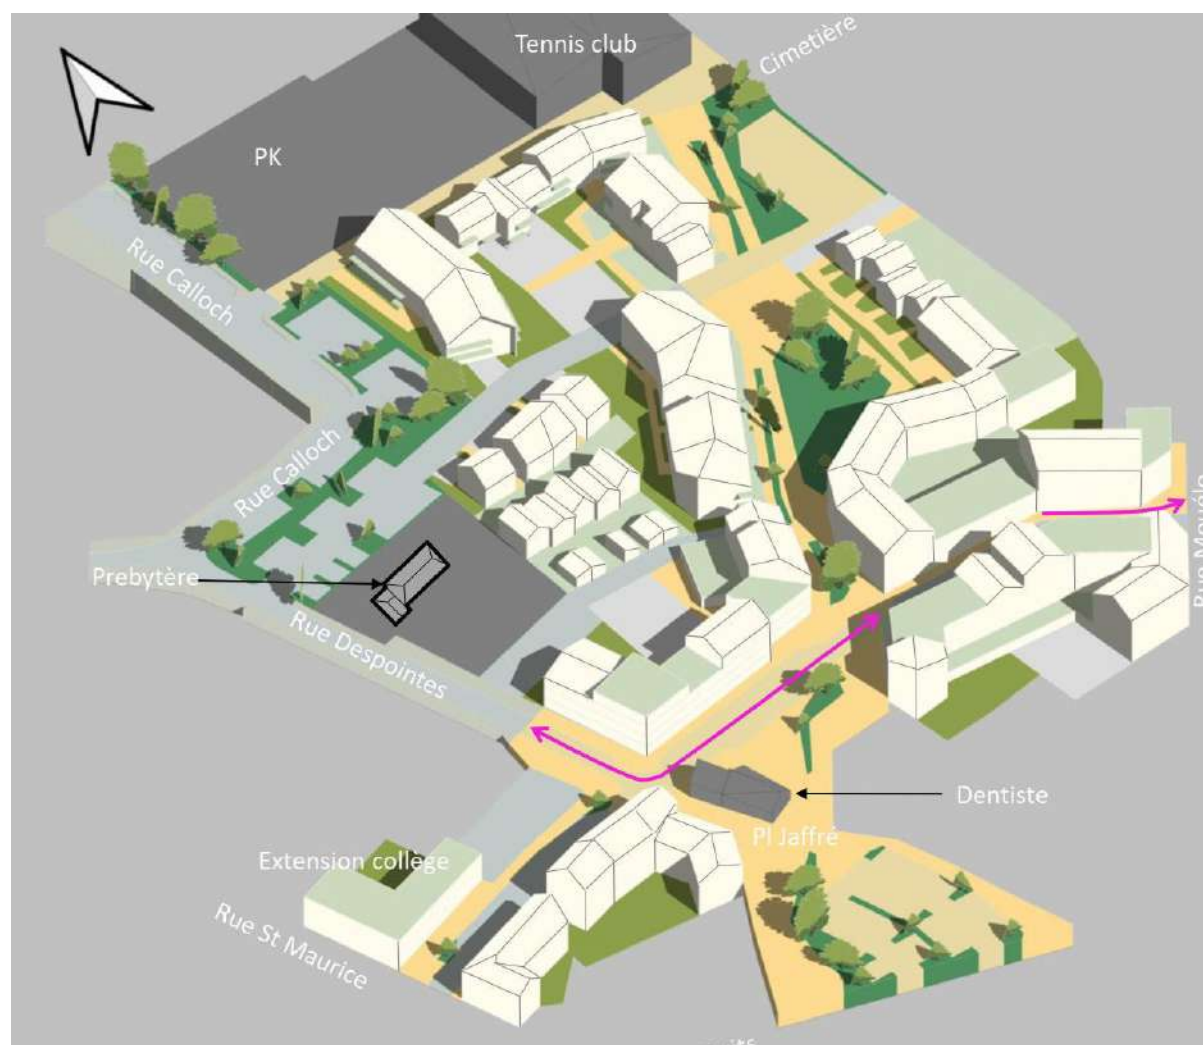 Tennis club
Cimetière
PK
Rue Calloch
Rue Calloch
Prebytère
Rue Despointes
Dentiste
Pl Jaffré
Extension collège
Rue St Maurice